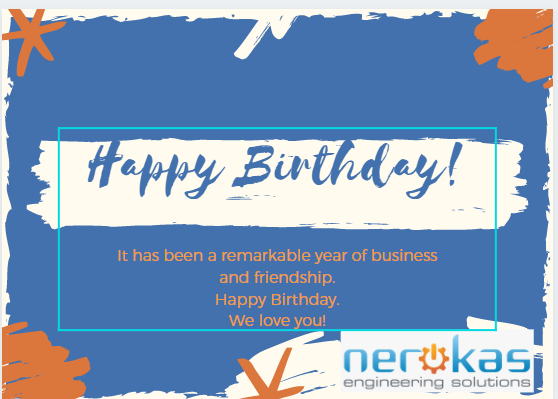 Happy Birthday!
It has been a remarkable year of business
and friendship.
Happy Birthday.
We love you!
nerokas
engineering solutions